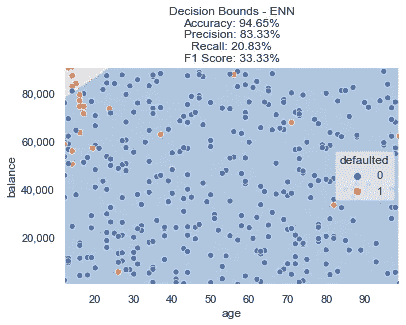 Decision Bounds - ENN
Accuracy: 94.65%
Precision: 83.33%
Recall: 20.83%
F1 Score: 33.33%
80,000
60,000
40,000
20,000
balance
defaulted
0
1
20 30 40 50 60 70 80 90
age